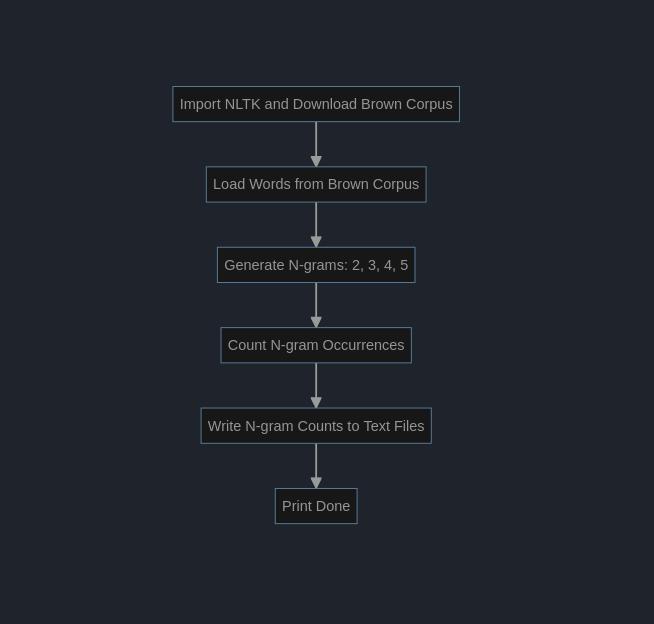 Import NLTK and Download Brown Corpus
Load Words from Brown Corpus
Generate N-grams: 2, 3, 4, 5
Count N-gram Occurrences
Write N-gram Counts to Text Files
Print Done